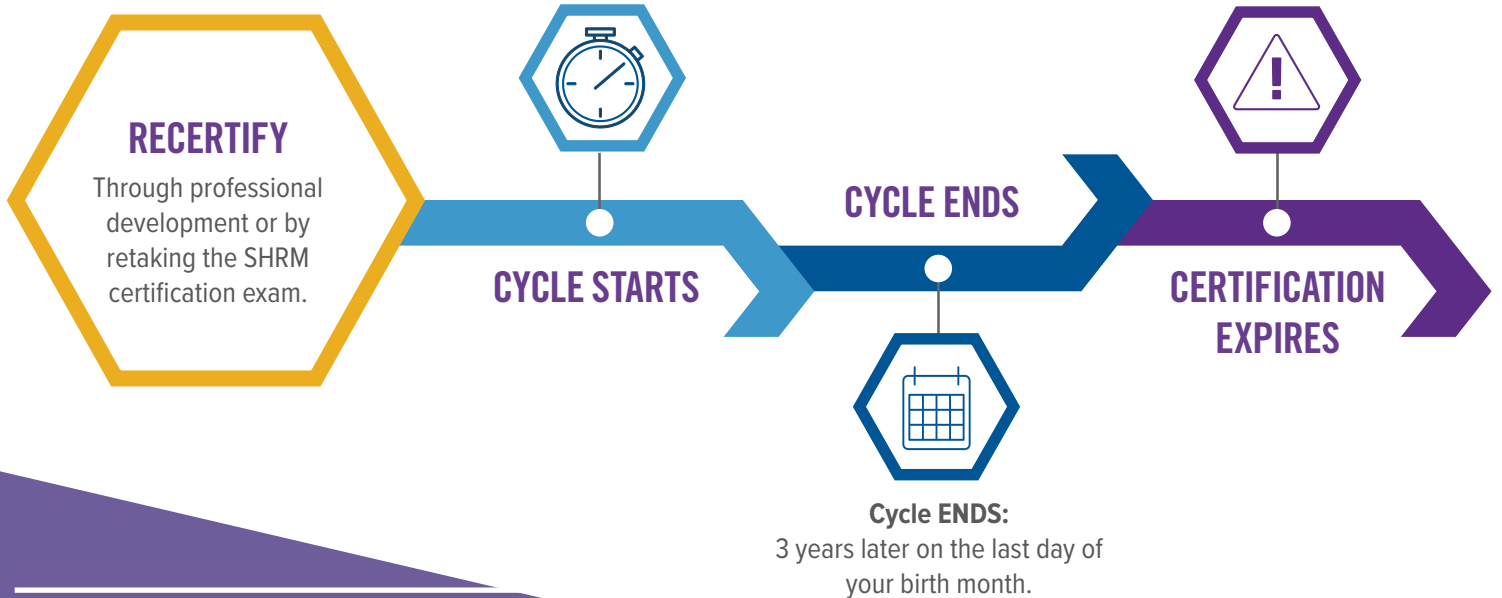 RECERTIFY
Through professional
development or by
retaking the SHRM
certification exam.
CYCLE STARTS
CYCLE ENDS
Cycle ENDS:
3 years later on the last day of
your birth month.
CERTIFICATION
EXPIRES